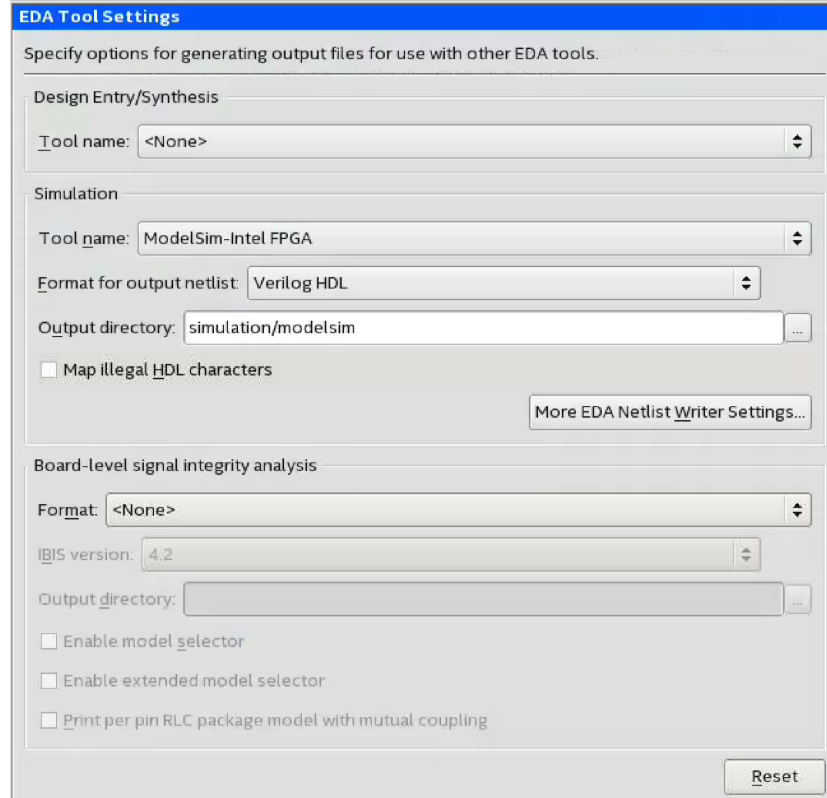 EDA Tool Settings
Specify options for generating output files for use with other EDA tools.
Design Entry/Synthesis
Tool name: <None>
Simulation
Tool name: ModelSim-Intel FPGA
Format for output netlist: Verilog HDL
Output directory: simulation/modelsim ...
Map illegal HDL characters
More EDA Netlist Writer Settings...
Board-level signal integrity analysis
Format: <None>
IBIS version: 4.2
Output directory: ...
Enable model selector
Enable extended model selector
Print per pin RLC package model with mutual coupling
Reset